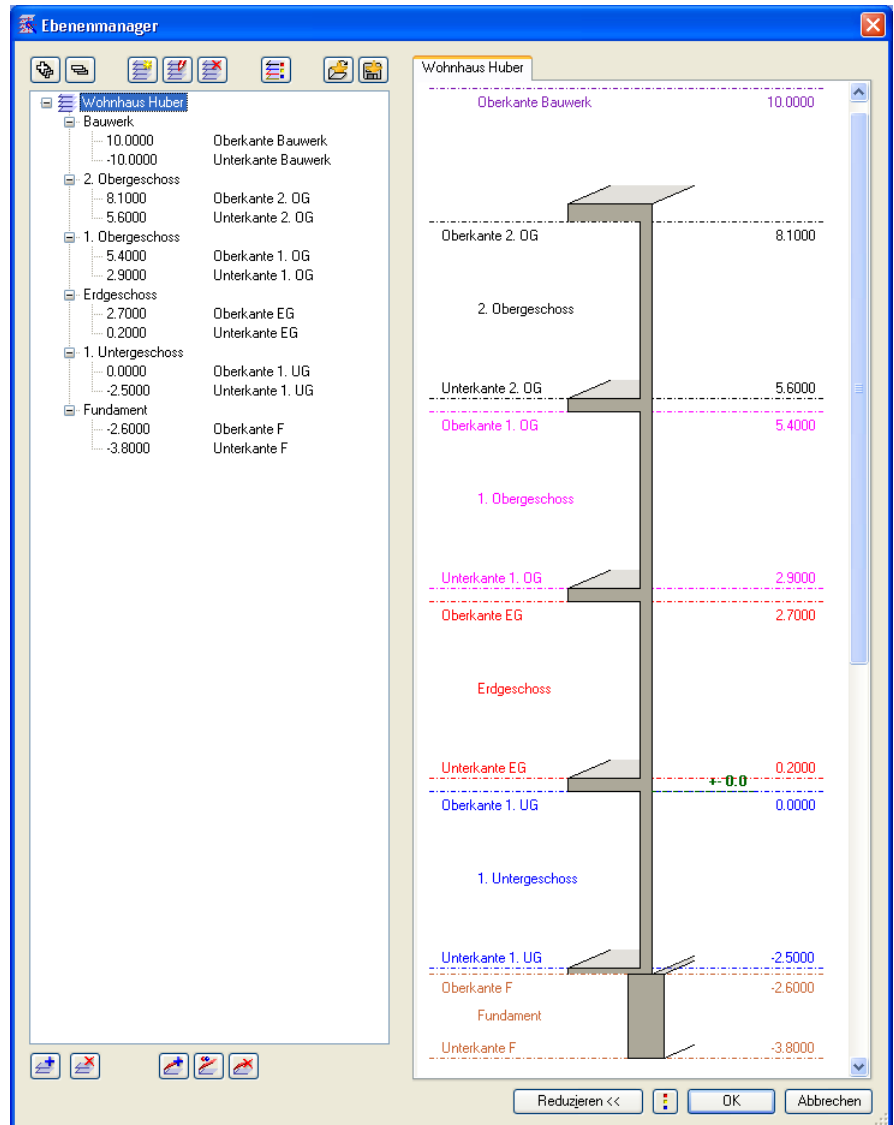 Ebenenmanager
Wohnhaus Huber
Bauwerk
10.0000 Oberkante Bauwerk
-10.0000 Unterkante Bauwerk
2. Obergeschoss
8.1000 Oberkante 2. OG
5.6000 Unterkante 2. OG
1. Obergeschoss
5.4000 Oberkante 1. OG
2.9000 Unterkante 1. OG
Erdgeschoss
2.7000 Oberkante EG
0.2000 Unterkante EG
1. Untergeschoss
0.0000 Oberkante 1. UG
-2.5000 Unterkante 1. UG
Fundament
-2.6000 Oberkante F
-3.8000 Unterkante F
Wohnhaus Huber
Oberkante Bauwerk 10.0000
Oberkante 2. OG 8.1000
2. Obergeschoss
Unterkante 2. OG 5.6000
Oberkante 1. OG 5.4000
1. Obergeschoss
Unterkante 1. OG 2.9000
Oberkante EG 2.7000
Erdgeschoss
Unterkante EG 0.2000
+- 0.0
Oberkante 1. UG 0.0000
1. Untergeschoss
Unterkante 1. UG -2.5000
Oberkante F -2.6000
Fundament
Unterkante F -3.8000
Reduzieren << OK Abbrechen